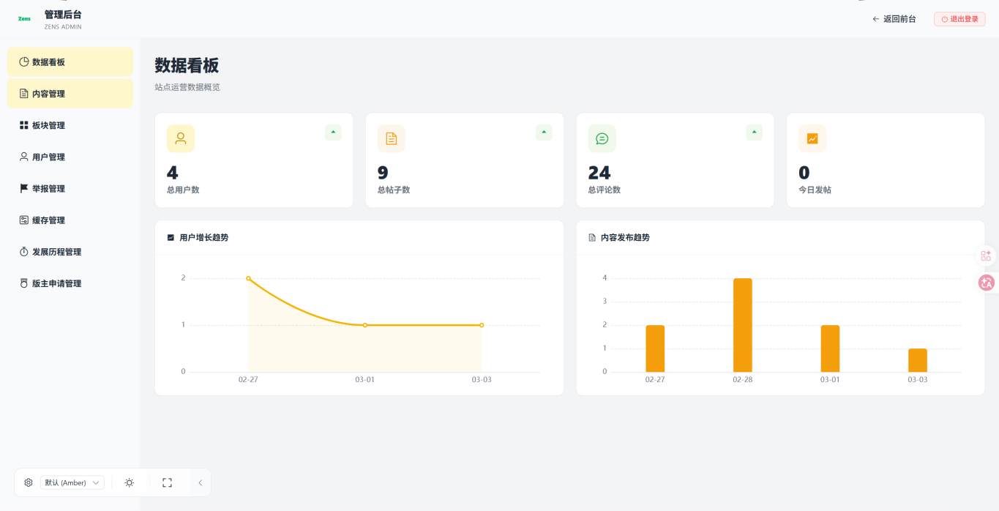 Zens
管理后台
ZENS ADMIN
返回前台
退出登录
数据看板
内容管理
板块管理
用户管理
举报管理
缓存管理
发展历程管理
版主申请管理
数据看板
站点运营数据概览
4
总用户数
9
总帖子数
24
总评论数
0
今日发帖
用户增长趋势
2
1
0
02-27
03-01
03-03
内容发布趋势
4
3
2
1
0
02-27
02-28
03-01
03-03
默认 (Amber)